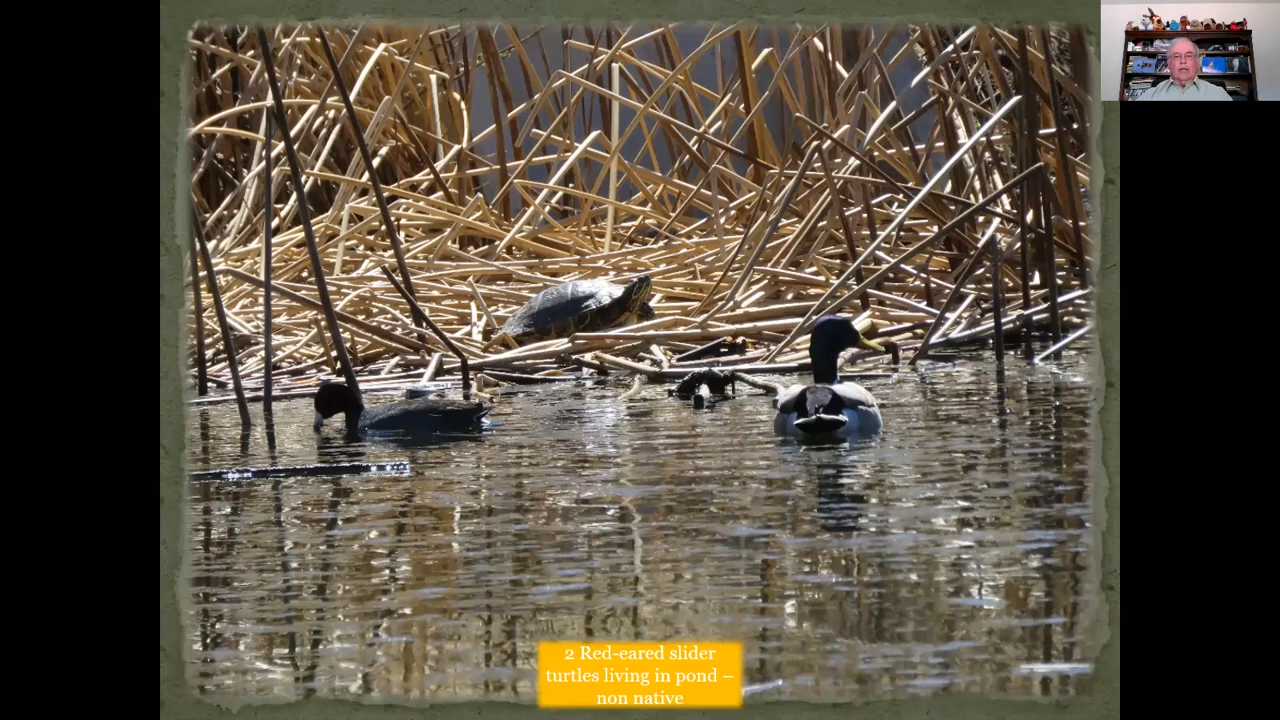 2 Red-eared slider
turtles living in pond –
non native